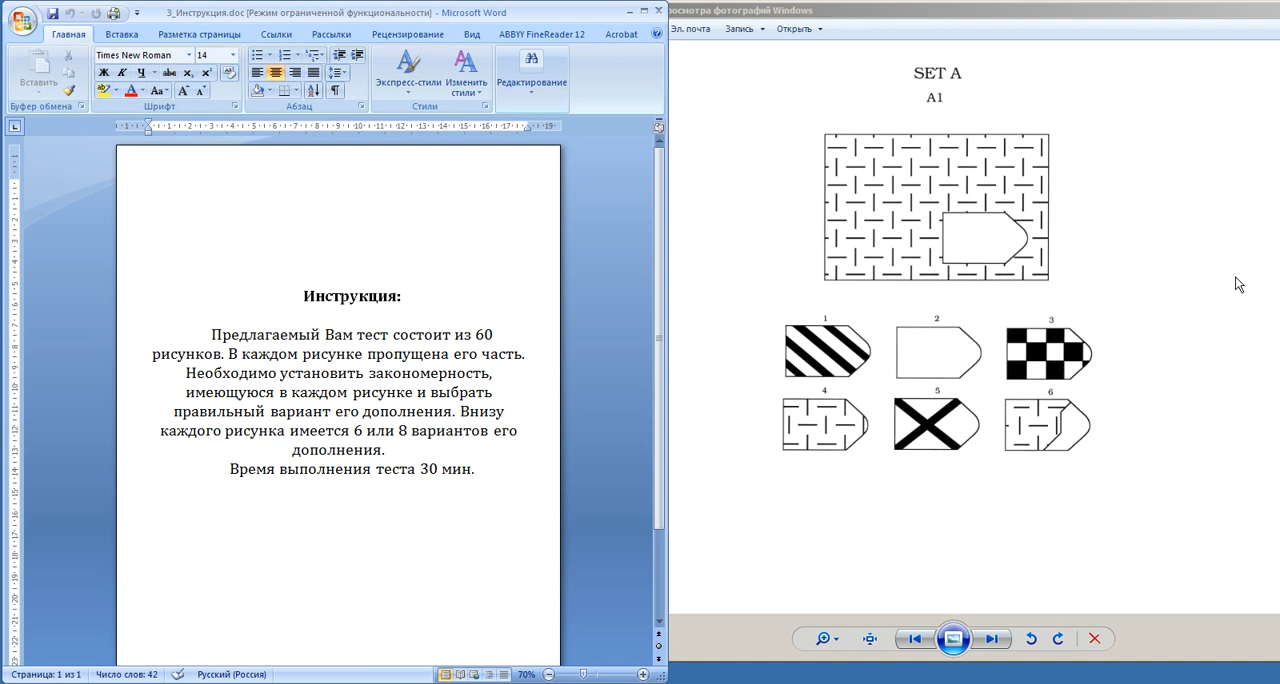 3_Инструкция.doc [Режим ограниченной функциональности] - Microsoft Word
Главная Вставка Разметка страницы Ссылки Рассылки Рецензирование Вид ABBYY FineReader 12 Acrobat
Times New Roman 14
Вставить
Ж К Ч abc x₂ x²
Aa А А
Экспресс-стили Изменить стили Редактирование
Буфер обмена Шрифт Абзац Стили
Инструкция:
Предлагаемый Вам тест состоит из 60
рисунков. В каждом рисунке пропущена его часть.
Необходимо установить закономерность,
имеющуюся в каждом рисунке и выбрать
правильный вариант его дополнения. Внизу
каждого рисунка имеется 6 или 8 вариантов его
дополнения.
Время выполнения теста 30 мин.
Страница: 1 из 1 Число слов: 42 Русский (Россия) 70%
просмотра фотографий Windows
Эл. почта Запись Открыть
SET A
A1
1 2 3
4 5 6